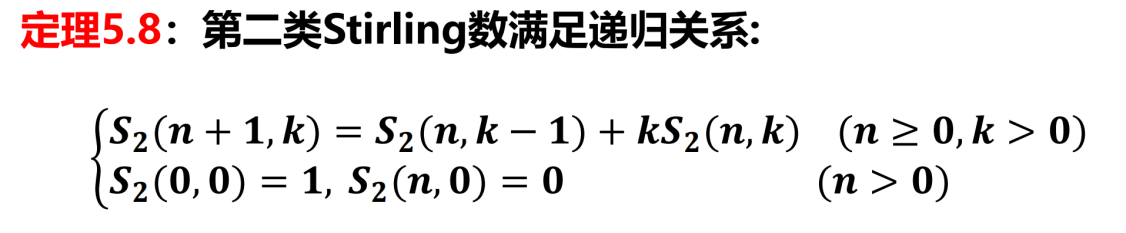 定理5.8：第二类Stirling数满足递归关系:
S₂(n + 1, k) = S₂(n, k − 1) + kS₂(n, k) (n ≥ 0, k > 0)
S₂(0, 0) = 1, S₂(n, 0) = 0 (n > 0)